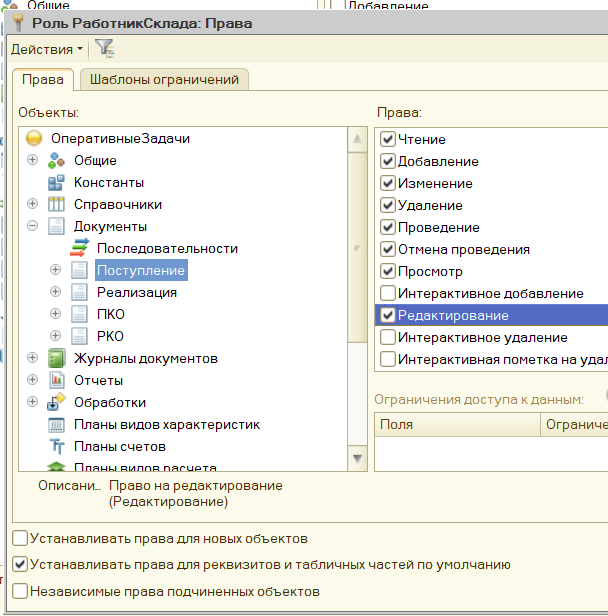 Общие
Добавление
Роль РаботникСклада: Права
Действия
Права
Шаблоны ограничений
Объекты:
ОперативныеЗадачи
Общие
Константы
Справочники
Документы
Последовательности
Поступление
Реализация
ПКО
РКО
Журналы документов
Отчеты
Обработки
Планы видов характеристик
Планы счетов
Планы видов расчета
Права:
Чтение
Добавление
Изменение
Удаление
Проведение
Отмена проведения
Просмотр
Интерактивное добавление
Редактирование
Интерактивное удаление
Интерактивная пометка на удал
Ограничения доступа к данным:
Поля
Ограниче
Описани... Право на редактирование
(Редактирование)
Устанавливать права для новых объектов
Устанавливать права для реквизитов и табличных частей по умолчанию
Независимые права подчиненных объектов